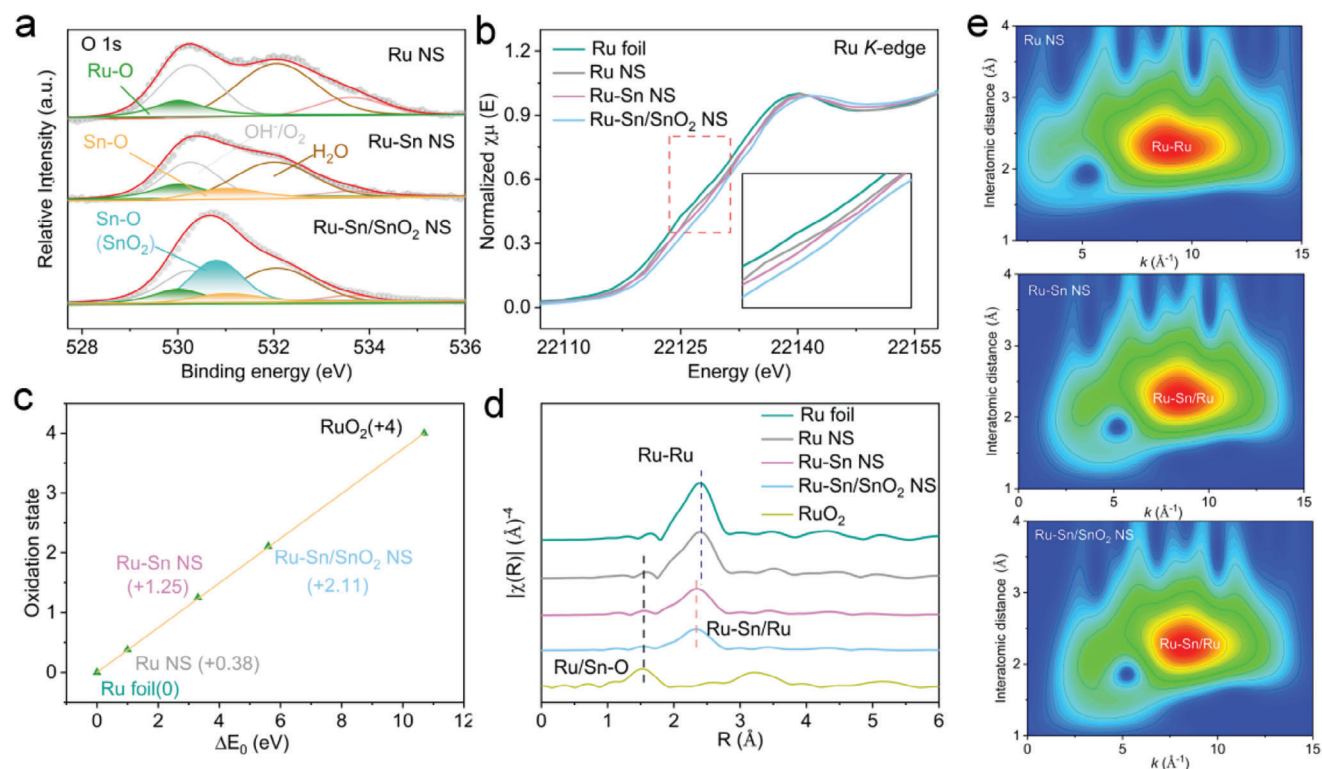 a
O 1s
Ru NS
Ru-O
OH⁻/O₂
Sn-O
H₂O
Ru-Sn NS
Sn-O
(SnO₂)
Ru-Sn/SnO₂ NS
Relative Intensity (a.u.)
528 530 532 534 536
Binding energy (eV)
b
Ru foil
Ru NS
Ru-Sn NS
Ru-Sn/SnO₂ NS
Ru K-edge
Normalized χμ (E)
1.2
0.9
0.6
0.3
0.0
22110 22125 22140 22155
Energy (eV)
c
RuO₂(+4)
Ru-Sn NS
(+1.25)
Ru-Sn/SnO₂ NS
(+2.11)
Ru NS (+0.38)
Ru foil(0)
Oxidation state
4
3
2
1
0
0 2 4 6 8 10 12
ΔE₀ (eV)
d
Ru foil
Ru NS
Ru-Sn NS
Ru-Sn/SnO₂ NS
RuO₂
Ru-Ru
Ru-Sn/Ru
Ru/Sn-O
|χ(R)| (Å)⁻⁴
0 1 2 3 4 5 6
R (Å)
e
Ru NS
Ru-Ru
Interatomic distance (Å)
4
3
2
1
5 10 15
k (Å⁻¹)
Ru-Sn NS
Ru-Sn/Ru
Interatomic distance (Å)
4
3
2
1
0 5 10 15
k (Å⁻¹)
Ru-Sn/SnO₂ NS
Ru-Sn/Ru
Interatomic distance (Å)
4
3
2
1
0 5 10 15
k (Å⁻¹)